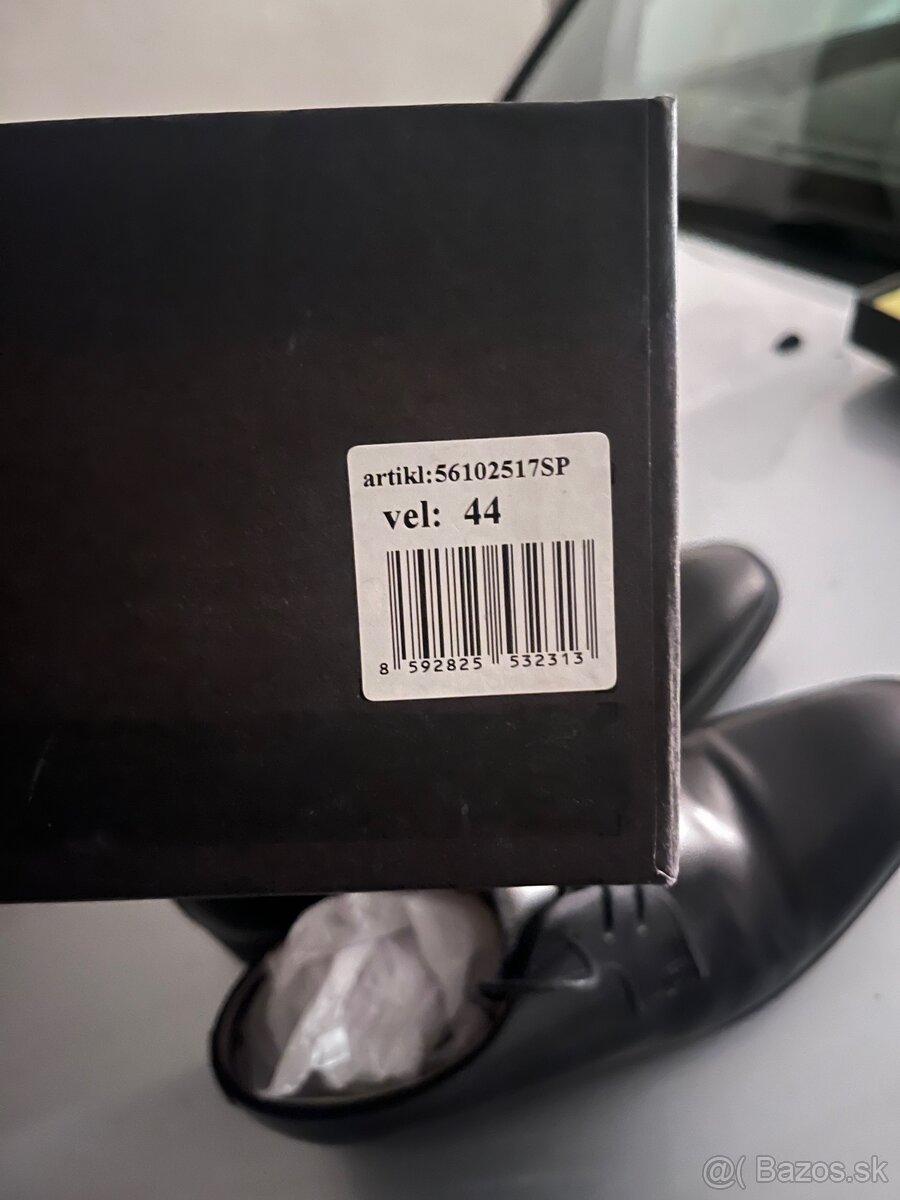 artikl:56102517SP
vel: 44
8 592825 532313
@( Bazos.sk